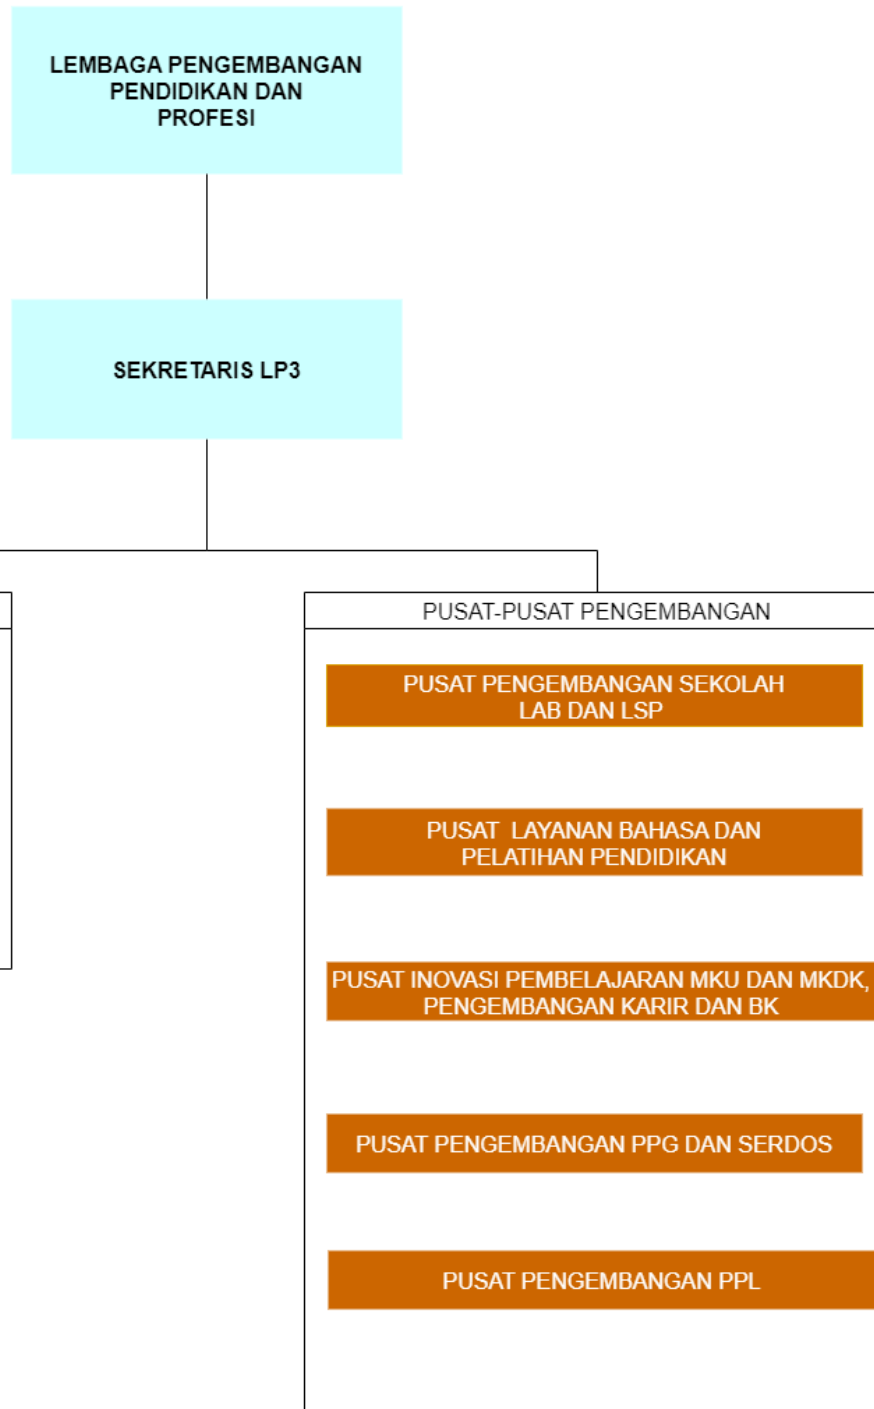 LEMBAGA PENGEMBANGAN
PENDIDIKAN DAN
PROFESI
SEKRETARIS LP3
PUSAT-PUSAT PENGEMBANGAN
PUSAT PENGEMBANGAN SEKOLAH
LAB DAN LSP
PUSAT LAYANAN BAHASA DAN
PELATIHAN PENDIDIKAN
PUSAT INOVASI PEMBELAJARAN MKU DAN MKDK,
PENGEMBANGAN KARIR DAN BK
PUSAT PENGEMBANGAN PPG DAN SERDOS
PUSAT PENGEMBANGAN PPL